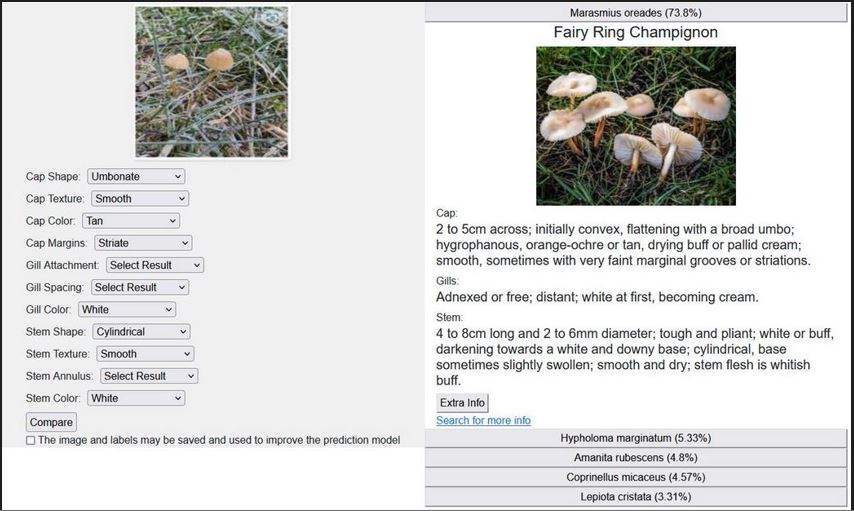 Cap Shape: Umbonate
Cap Texture: Smooth
Cap Color: Tan
Cap Margins: Striate
Gill Attachment: Select Result
Gill Spacing: Select Result
Gill Color: White
Stem Shape: Cylindrical
Stem Texture: Smooth
Stem Annulus: Select Result
Stem Color: White
Compare
The image and labels may be saved and used to improve the prediction model
Marasmius oreades (73.8%)
Fairy Ring Champignon
Cap:
2 to 5cm across; initially convex, flattening with a broad umbo;
hygrophanous, orange-ochre or tan, drying buff or pallid cream;
smooth, sometimes with very faint marginal grooves or striations.
Gills:
Adnexed or free; distant; white at first, becoming cream.
Stem:
4 to 8cm long and 2 to 6mm diameter; tough and pliant; white or buff,
darkening towards a white and downy base; cylindrical, base
sometimes slightly swollen; smooth and dry; stem flesh is whitish
buff.
Extra Info
Search for more info
Hypholoma marginatum (5.33%)
Amanita rubescens (4.8%)
Coprinellus micaceus (4.57%)
Lepiota cristata (3.31%)